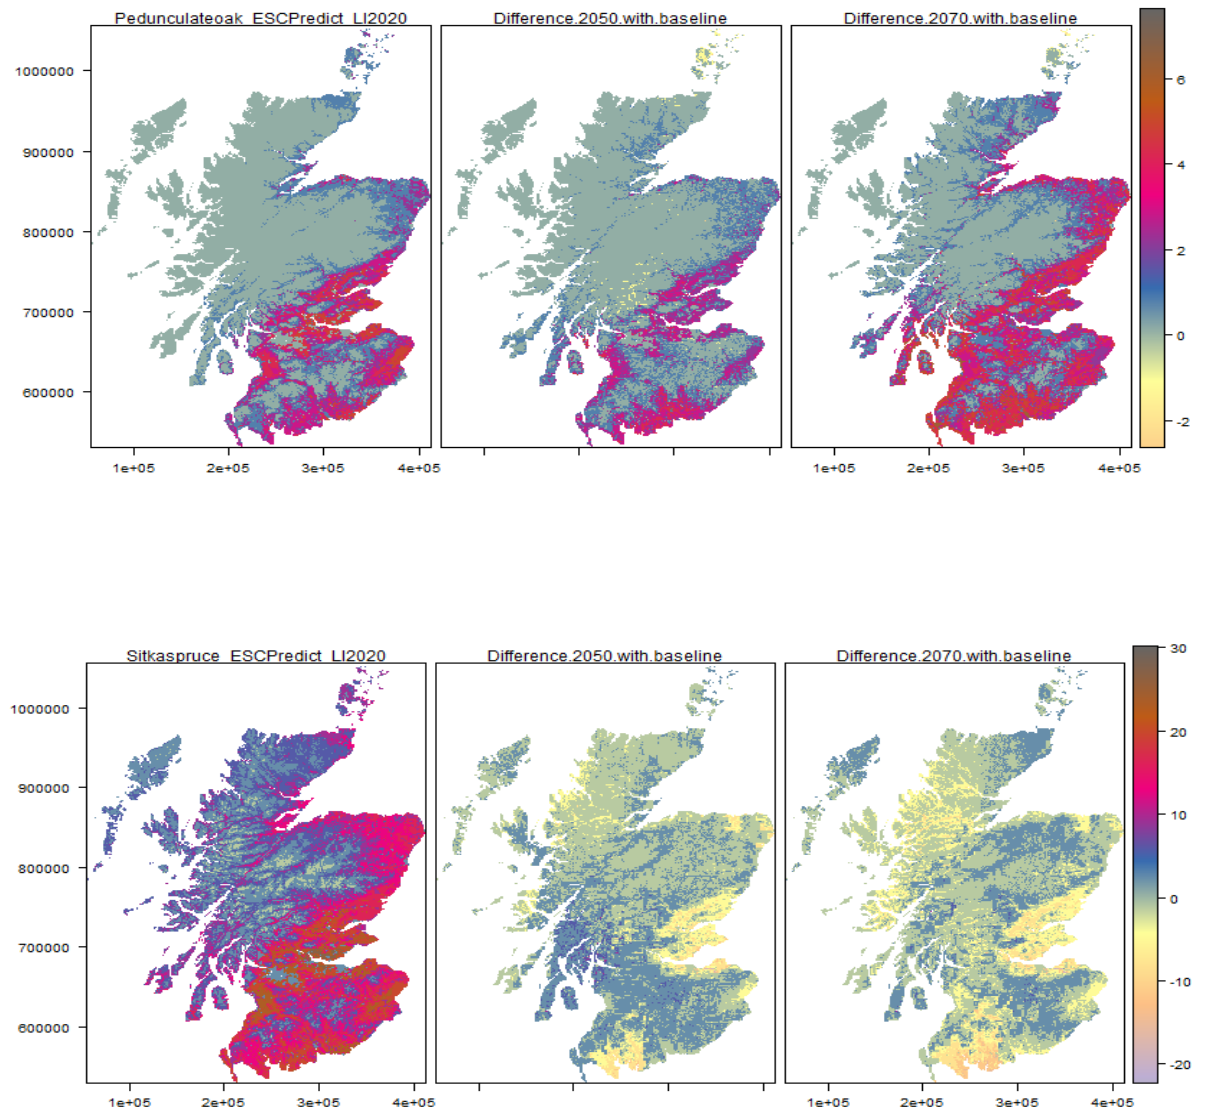 Pedunculateoak_ESCPredict_LI2020
Difference.2050.with.baseline
Difference.2070.with.baseline
1000000
900000
800000
700000
600000
6
4
2
0
-2
1e+05
2e+05
3e+05
4e+05
1e+05
2e+05
3e+05
4e+05
Sitkaspruce_ESCPredict_LI2020
Difference.2050.with.baseline
Difference.2070.with.baseline
1000000
900000
800000
700000
600000
30
20
10
0
-10
-20
1e+05
2e+05
3e+05
4e+05
1e+05
2e+05
3e+05
4e+05